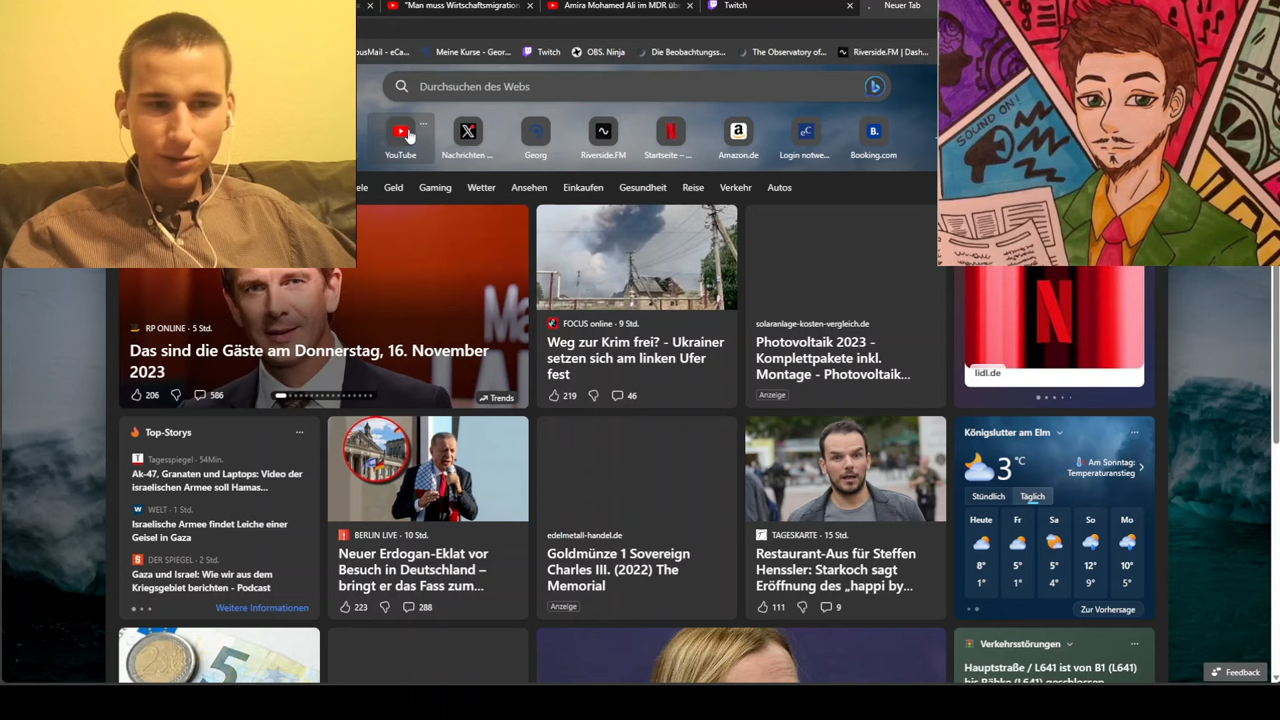 "Man muss Wirtschaftsmigration
Amira Mohamed Ali im MDR üb
Twitch
Neuer Tab
ousMail - eCa...
Meine Kurse - Geor...
Twitch
OBS. Ninja
Die Beobachtungss...
The Observatory of...
Riverside.FM | Dash...
Durchsuchen des Webs
YouTube
Nachrichten ...
Georg
Riverside.FM
Startseite -- ...
Amazon.de
Login notwe...
Booking.com
ele
Geld
Gaming
Wetter
Ansehen
Einkaufen
Gesundheit
Reise
Verkehr
Autos
SOUND ON!
RP ONLINE · 5 Std.
Das sind die Gäste am Donnerstag, 16. November
2023
206
586
Trends
FOCUS online · 9 Std.
Weg zur Krim frei? - Ukrainer
setzen sich am linken Ufer
fest
219
46
solaranlage-kosten-vergleich.de
Photovoltaik 2023 -
Komplettpakete inkl.
Montage - Photovoltaik...
Anzeige
lidl.de
Top-Storys
Tagesspiegel · 54Min.
Ak-47, Granaten und Laptops: Video der
israelischen Armee soll Hamas...
WELT · 1 Std.
Israelische Armee findet Leiche einer
Geisel in Gaza
DER SPIEGEL · 2 Std.
Gaza und Israel: Wie wir aus dem
Kriegsgebiet berichten - Podcast
Weitere Informationen
BERLIN LIVE · 10 Std.
Neuer Erdogan-Eklat vor
Besuch in Deutschland –
bringt er das Fass zum...
223
288
edelmetall-handel.de
Goldmünze 1 Sovereign
Charles III. (2022) The
Memorial
Anzeige
TAGESKARTE · 15 Std.
Restaurant-Aus für Steffen
Henssler: Starkoch sagt
Eröffnung des „happi by...
111
9
Königslutter am Elm
3 °C
Am Sonntag:
Temperaturanstieg
Stündlich
Täglich
Heute
Fr
Sa
So
Mo
8°
5°
5°
12°
10°
1°
1°
4°
9°
5°
Zur Vorhersage
Verkehrsstörungen
Hauptstraße / L641 ist von B1 (L641)
Feedback